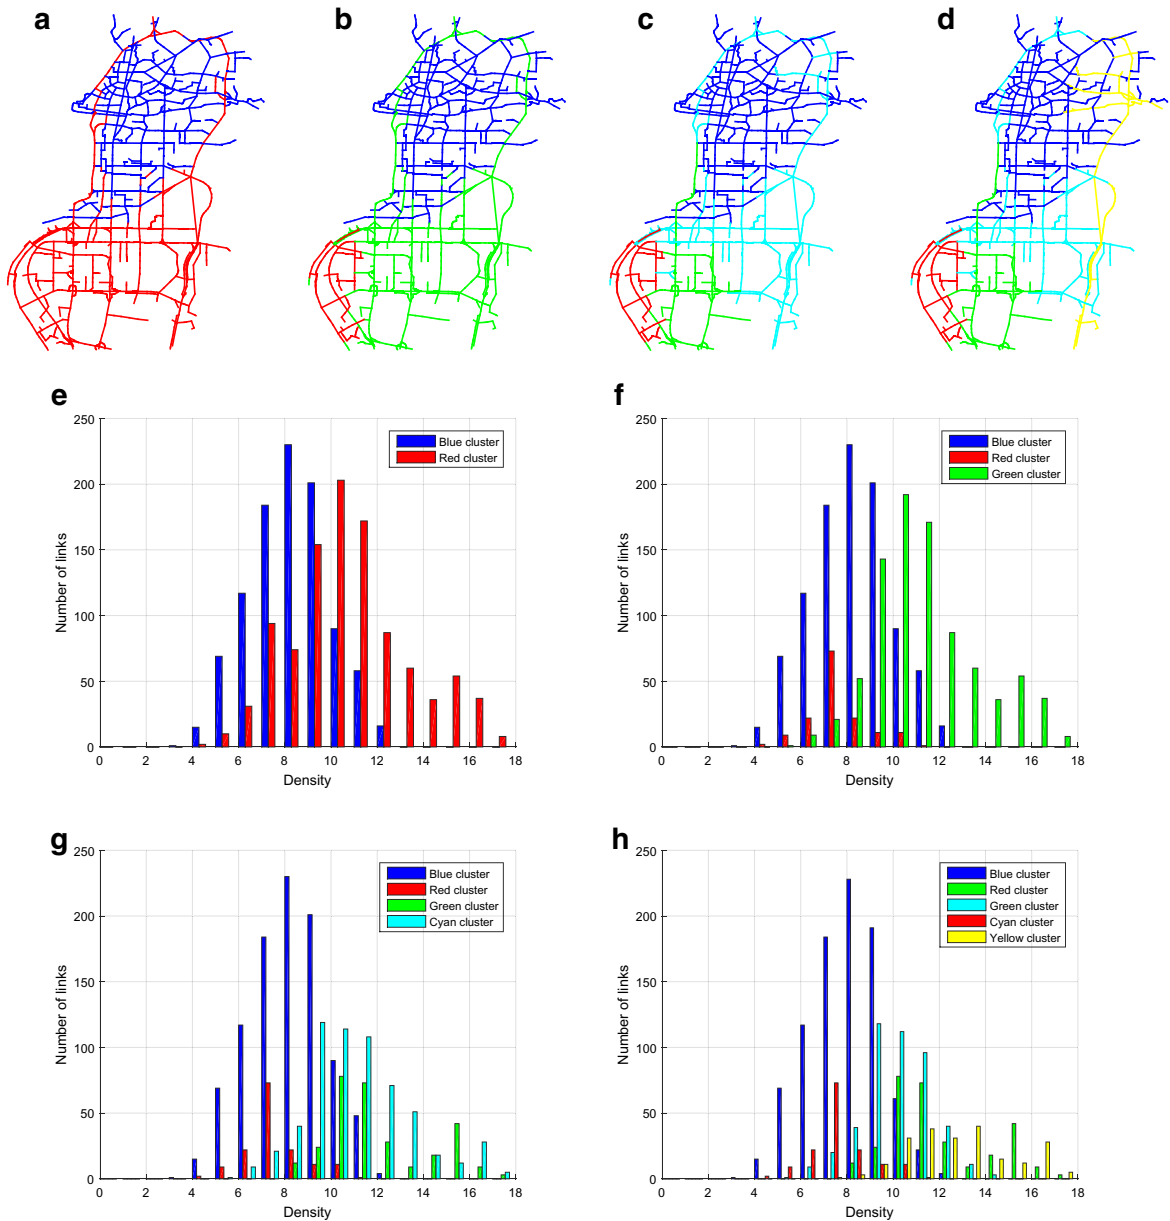 a b c d
e f
250
200
150
100
50
0
0 2 4 6 8 10 12 14 16 18
Number of links
Density
Blue cluster
Red cluster
250
200
150
100
50
0
0 2 4 6 8 10 12 14 16 18
Number of links
Density
Blue cluster
Red cluster
Green cluster
g h
250
200
150
100
50
0
0 2 4 6 8 10 12 14 16 18
Number of links
Density
Blue cluster
Red cluster
Green cluster
Cyan cluster
250
200
150
100
50
0
0 2 4 6 8 10 12 14 16 18
Number of links
Density
Blue cluster
Red cluster
Green cluster
Cyan cluster
Yellow cluster